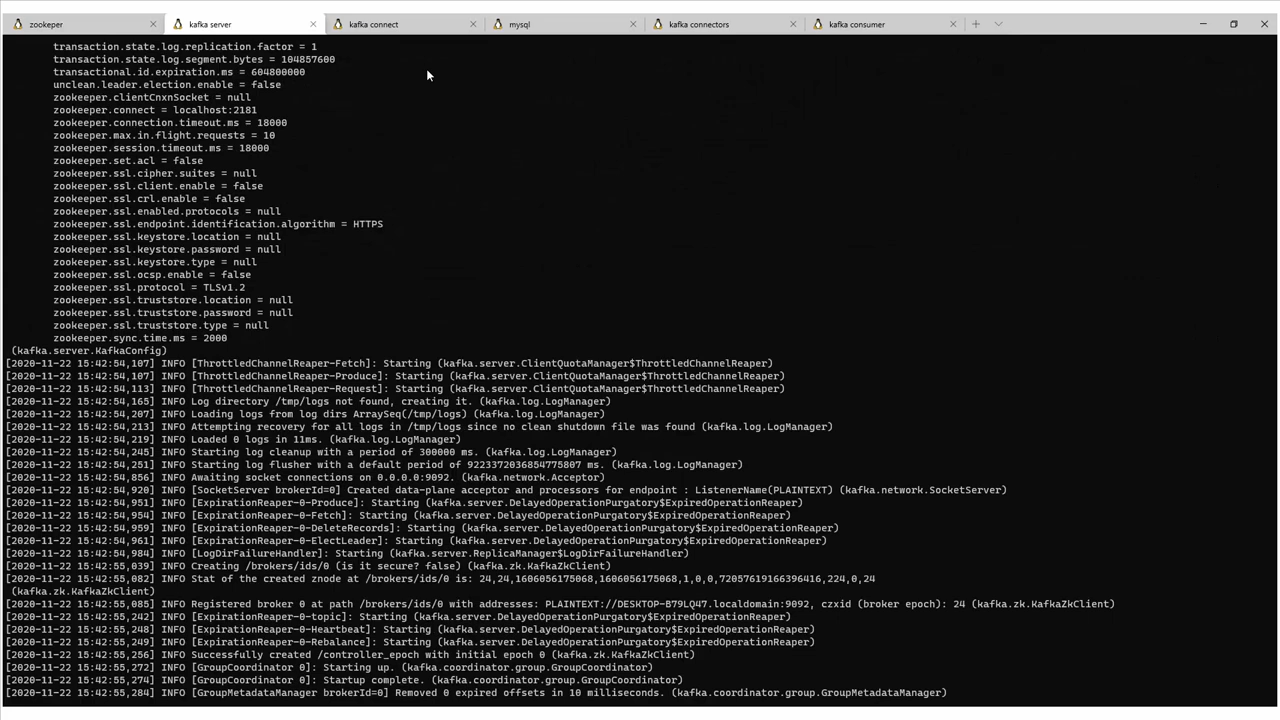 zookeeper
kafka server
kafka connect
mysql
kafka connectors
kafka consumer
transaction.state.log.replication.factor = 1
transaction.state.log.segment.bytes = 104857600
transactional.id.expiration.ms = 604800000
unclean.leader.election.enable = false
zookeeper.clientCnxnSocket = null
zookeeper.connect = localhost:2181
zookeeper.connection.timeout.ms = 18000
zookeeper.max.in.flight.requests = 10
zookeeper.session.timeout.ms = 18000
zookeeper.set.acl = false
zookeeper.ssl.cipher.suites = null
zookeeper.ssl.client.enable = false
zookeeper.ssl.crl.enable = false
zookeeper.ssl.enabled.protocols = null
zookeeper.ssl.endpoint.identification.algorithm = HTTPS
zookeeper.ssl.keystore.location = null
zookeeper.ssl.keystore.password = null
zookeeper.ssl.keystore.type = null
zookeeper.ssl.ocsp.enable = false
zookeeper.ssl.protocol = TLSv1.2
zookeeper.ssl.truststore.location = null
zookeeper.ssl.truststore.password = null
zookeeper.ssl.truststore.type = null
zookeeper.sync.time.ms = 2000
(kafka.server.KafkaConfig)
[2020-11-22 15:42:54,107] INFO [ThrottledChannelReaper-Fetch]: Starting (kafka.server.ClientQuotaManager$ThrottledChannelReaper)
[2020-11-22 15:42:54,107] INFO [ThrottledChannelReaper-Produce]: Starting (kafka.server.ClientQuotaManager$ThrottledChannelReaper)
[2020-11-22 15:42:54,113] INFO [ThrottledChannelReaper-Request]: Starting (kafka.server.ClientQuotaManager$ThrottledChannelReaper)
[2020-11-22 15:42:54,165] INFO Log directory /tmp/logs not found, creating it. (kafka.log.LogManager)
[2020-11-22 15:42:54,207] INFO Loading logs from log dirs ArraySeq(/tmp/logs) (kafka.log.LogManager)
[2020-11-22 15:42:54,213] INFO Attempting recovery for all logs in /tmp/logs since no clean shutdown file was found (kafka.log.LogManager)
[2020-11-22 15:42:54,219] INFO Loaded 0 logs in 11ms. (kafka.log.LogManager)
[2020-11-22 15:42:54,245] INFO Starting log cleanup with a period of 300000 ms. (kafka.log.LogManager)
[2020-11-22 15:42:54,251] INFO Starting log flusher with a default period of 9223372036854775807 ms. (kafka.log.LogManager)
[2020-11-22 15:42:54,856] INFO Awaiting socket connections on 0.0.0.0:9092. (kafka.network.Acceptor)
[2020-11-22 15:42:54,920] INFO [SocketServer brokerId=0] Created data-plane acceptor and processors for endpoint : ListenerName(PLAINTEXT) (kafka.network.SocketServer)
[2020-11-22 15:42:54,951] INFO [ExpirationReaper-0-Produce]: Starting (kafka.server.DelayedOperationPurgatory$ExpiredOperationReaper)
[2020-11-22 15:42:54,954] INFO [ExpirationReaper-0-Fetch]: Starting (kafka.server.DelayedOperationPurgatory$ExpiredOperationReaper)
[2020-11-22 15:42:54,959] INFO [ExpirationReaper-0-DeleteRecords]: Starting (kafka.server.DelayedOperationPurgatory$ExpiredOperationReaper)
[2020-11-22 15:42:54,961] INFO [ExpirationReaper-0-ElectLeader]: Starting (kafka.server.DelayedOperationPurgatory$ExpiredOperationReaper)
[2020-11-22 15:42:54,984] INFO [LogDirFailureHandler]: Starting (kafka.server.ReplicaManager$LogDirFailureHandler)
[2020-11-22 15:42:55,039] INFO Creating /brokers/ids/0 (is it secure? false) (kafka.zk.KafkaZkClient)
[2020-11-22 15:42:55,082] INFO Stat of the created znode at /brokers/ids/0 is: 24,24,1606056175068,1606056175068,1,0,0,72057619166396416,224,0,24
(kafka.zk.KafkaZkClient)
[2020-11-22 15:42:55,085] INFO Registered broker 0 at path /brokers/ids/0 with addresses: PLAINTEXT://DESKTOP-B79LQ47.localdomain:9092, czxid (broker epoch): 24 (kafka.zk.KafkaZkClient)
[2020-11-22 15:42:55,242] INFO [ExpirationReaper-0-topic]: Starting (kafka.server.DelayedOperationPurgatory$ExpiredOperationReaper)
[2020-11-22 15:42:55,248] INFO [ExpirationReaper-0-Heartbeat]: Starting (kafka.server.DelayedOperationPurgatory$ExpiredOperationReaper)
[2020-11-22 15:42:55,249] INFO [ExpirationReaper-0-Rebalance]: Starting (kafka.server.DelayedOperationPurgatory$ExpiredOperationReaper)
[2020-11-22 15:42:55,256] INFO Successfully created /controller_epoch with initial epoch 0 (kafka.zk.KafkaZkClient)
[2020-11-22 15:42:55,272] INFO [GroupCoordinator 0]: Starting up. (kafka.coordinator.group.GroupCoordinator)
[2020-11-22 15:42:55,274] INFO [GroupCoordinator 0]: Startup complete. (kafka.coordinator.group.GroupCoordinator)
[2020-11-22 15:42:55,284] INFO [GroupMetadataManager brokerId=0] Removed 0 expired offsets in 10 milliseconds. (kafka.coordinator.group.GroupMetadataManager)